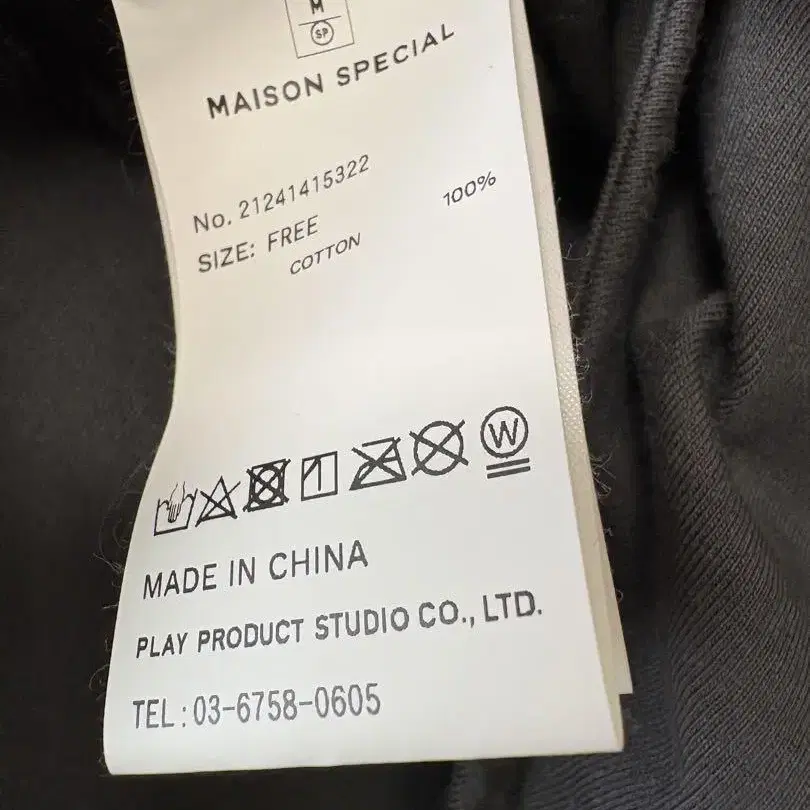 M
SP
MAISON SPECIAL
No. 21241415322
SIZE: FREE
COTTON 100%
W
MADE IN CHINA
PLAY PRODUCT STUDIO CO., LTD.
TEL : 03-6758-0605